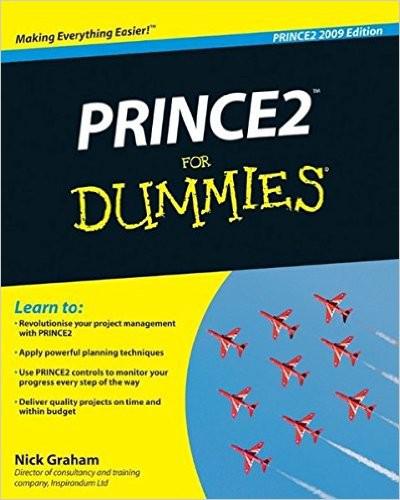 Making Everything Easier!™
PRINCE2 2009 Edition
PRINCE2™
FOR
DUMMIES®
Learn to:
• Revolutionise your project management
with PRINCE2
• Apply powerful planning techniques
• Use PRINCE2 controls to monitor your
progress every step of the way
• Deliver quality projects on time and
within budget
Nick Graham
Director of consultancy and training
company, Inspirandum Ltd